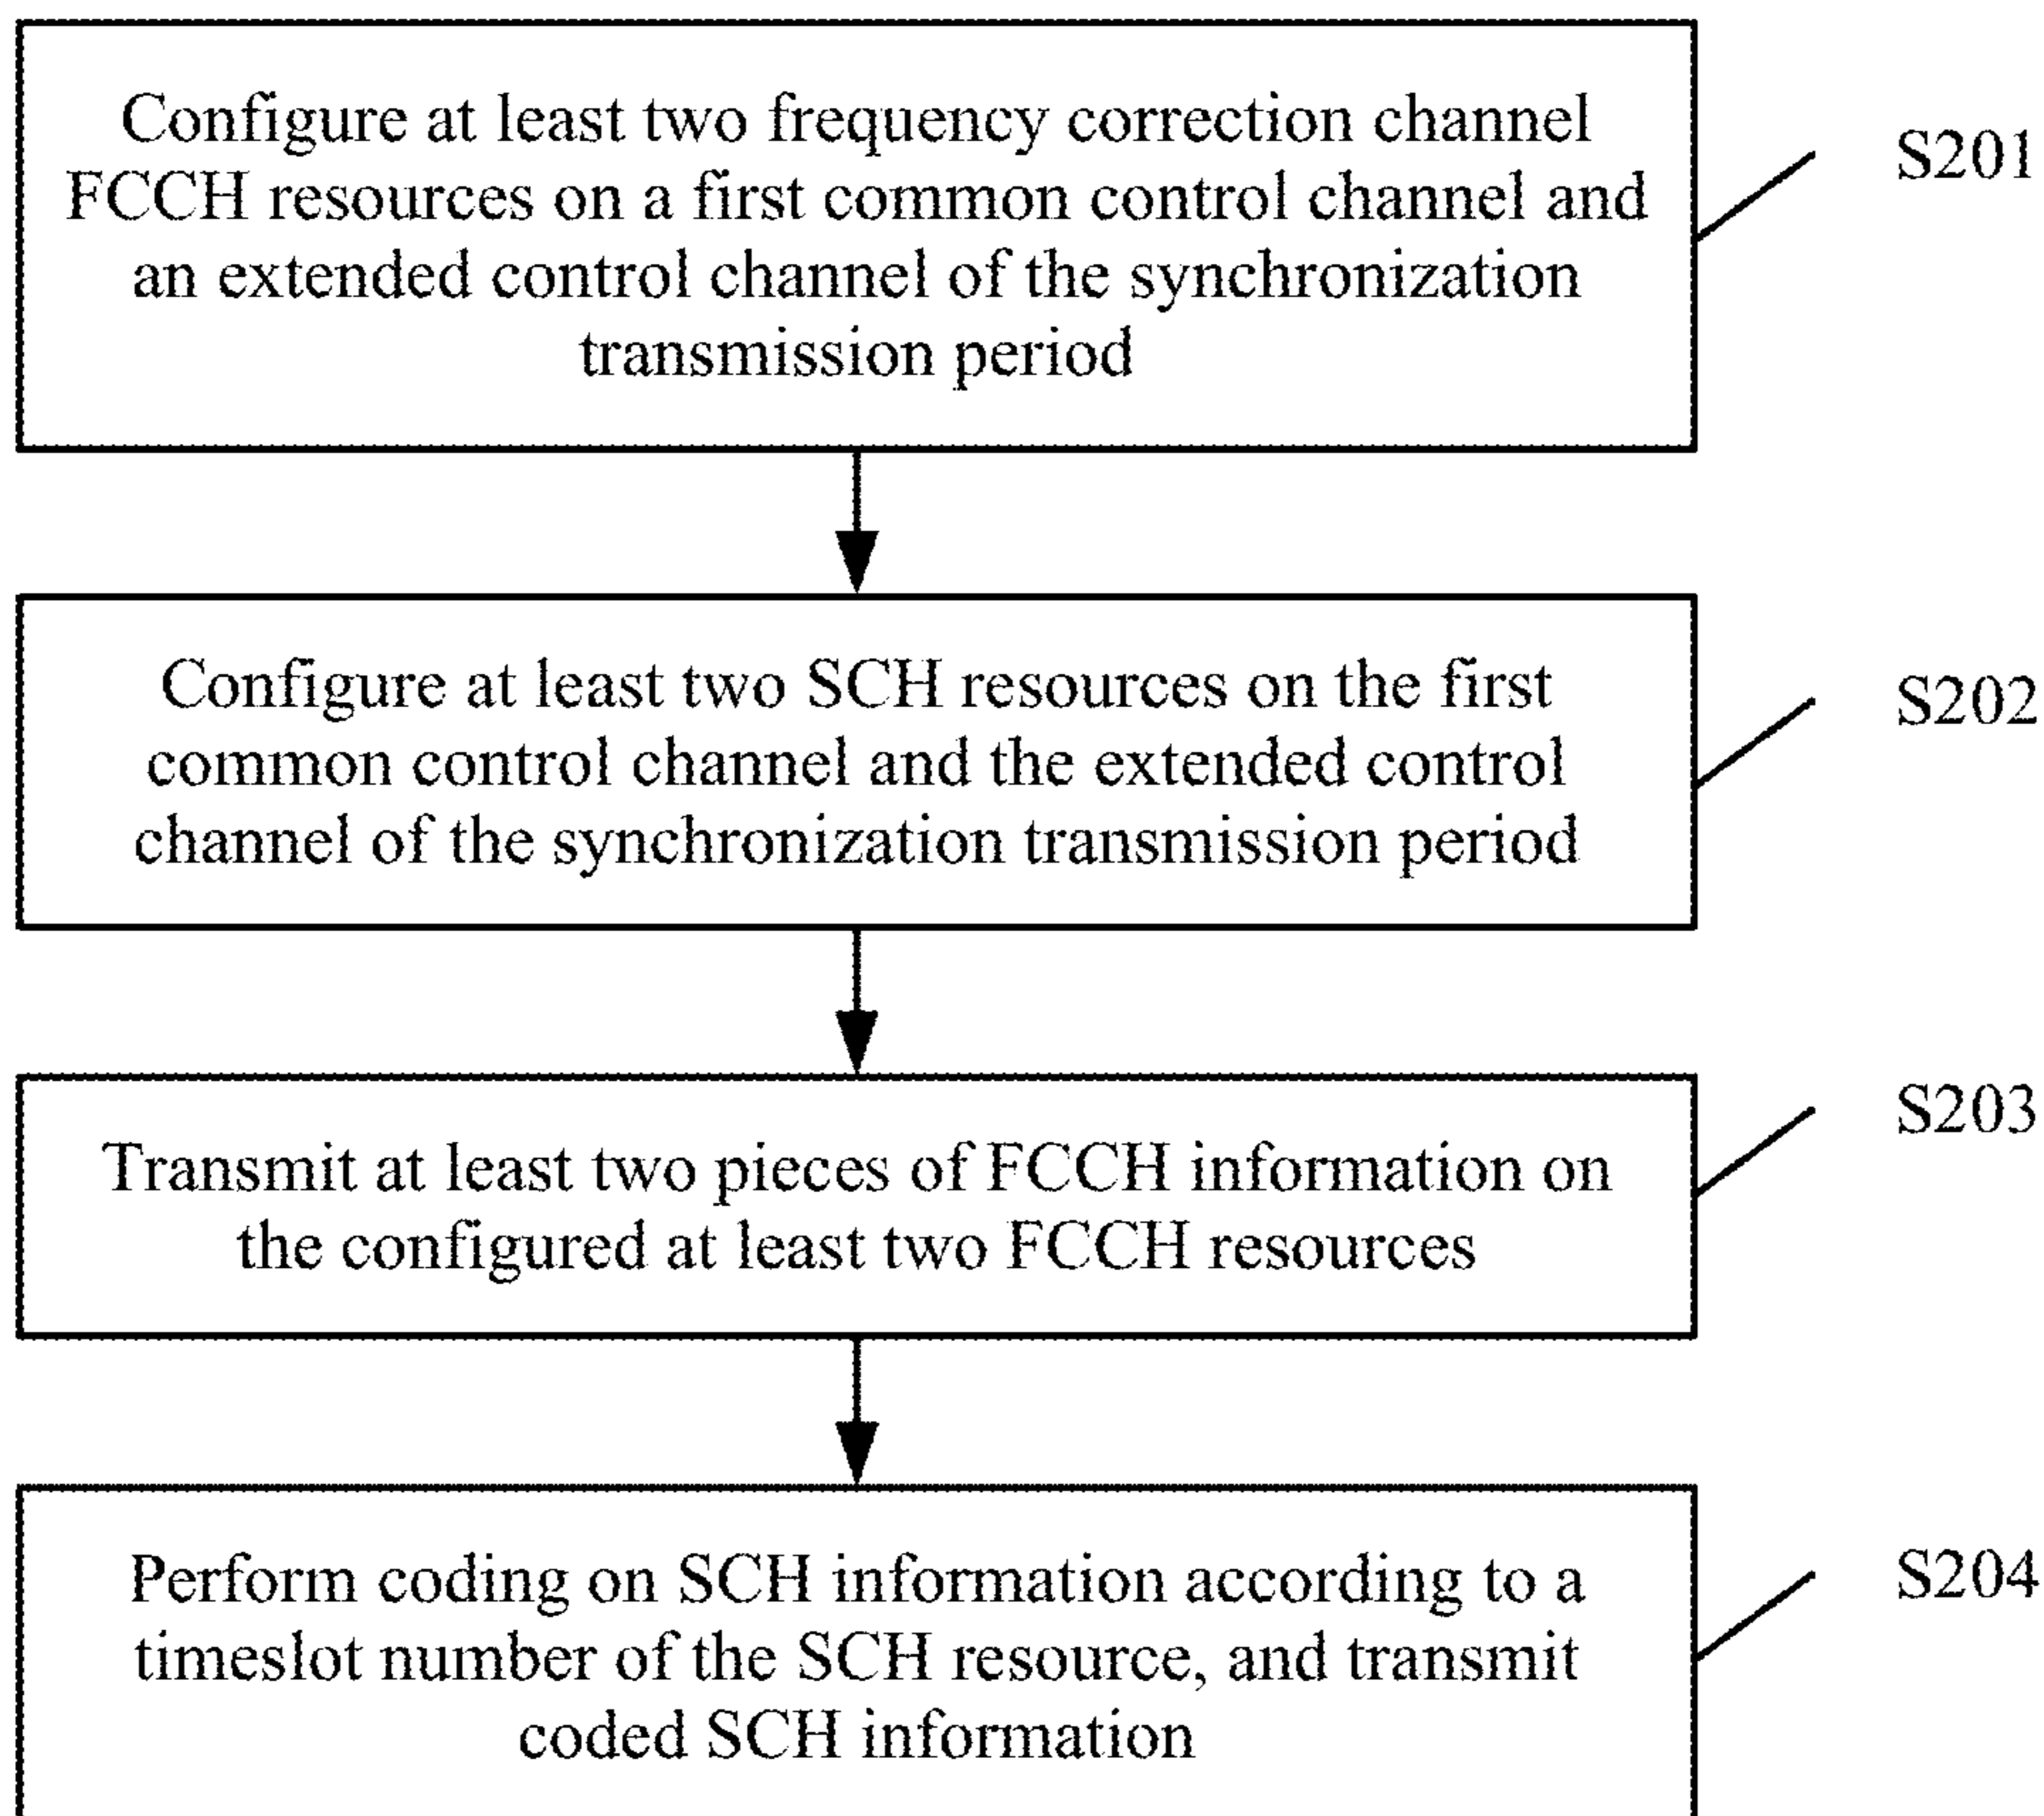 Configure at least two frequency correction channel
FCCH resources on a first common control channel and
an extended control channel of the synchronization
transmission period
S201
Configure at least two SCH resources on the first
common control channel and the extended control
channel of the synchronization transmission period
S202
Transmit at least two pieces of FCCH information on
the configured at least two FCCH resources
S203
Perform coding on SCH information according to a
timeslot number of the SCH resource, and transmit
coded SCH information
S204